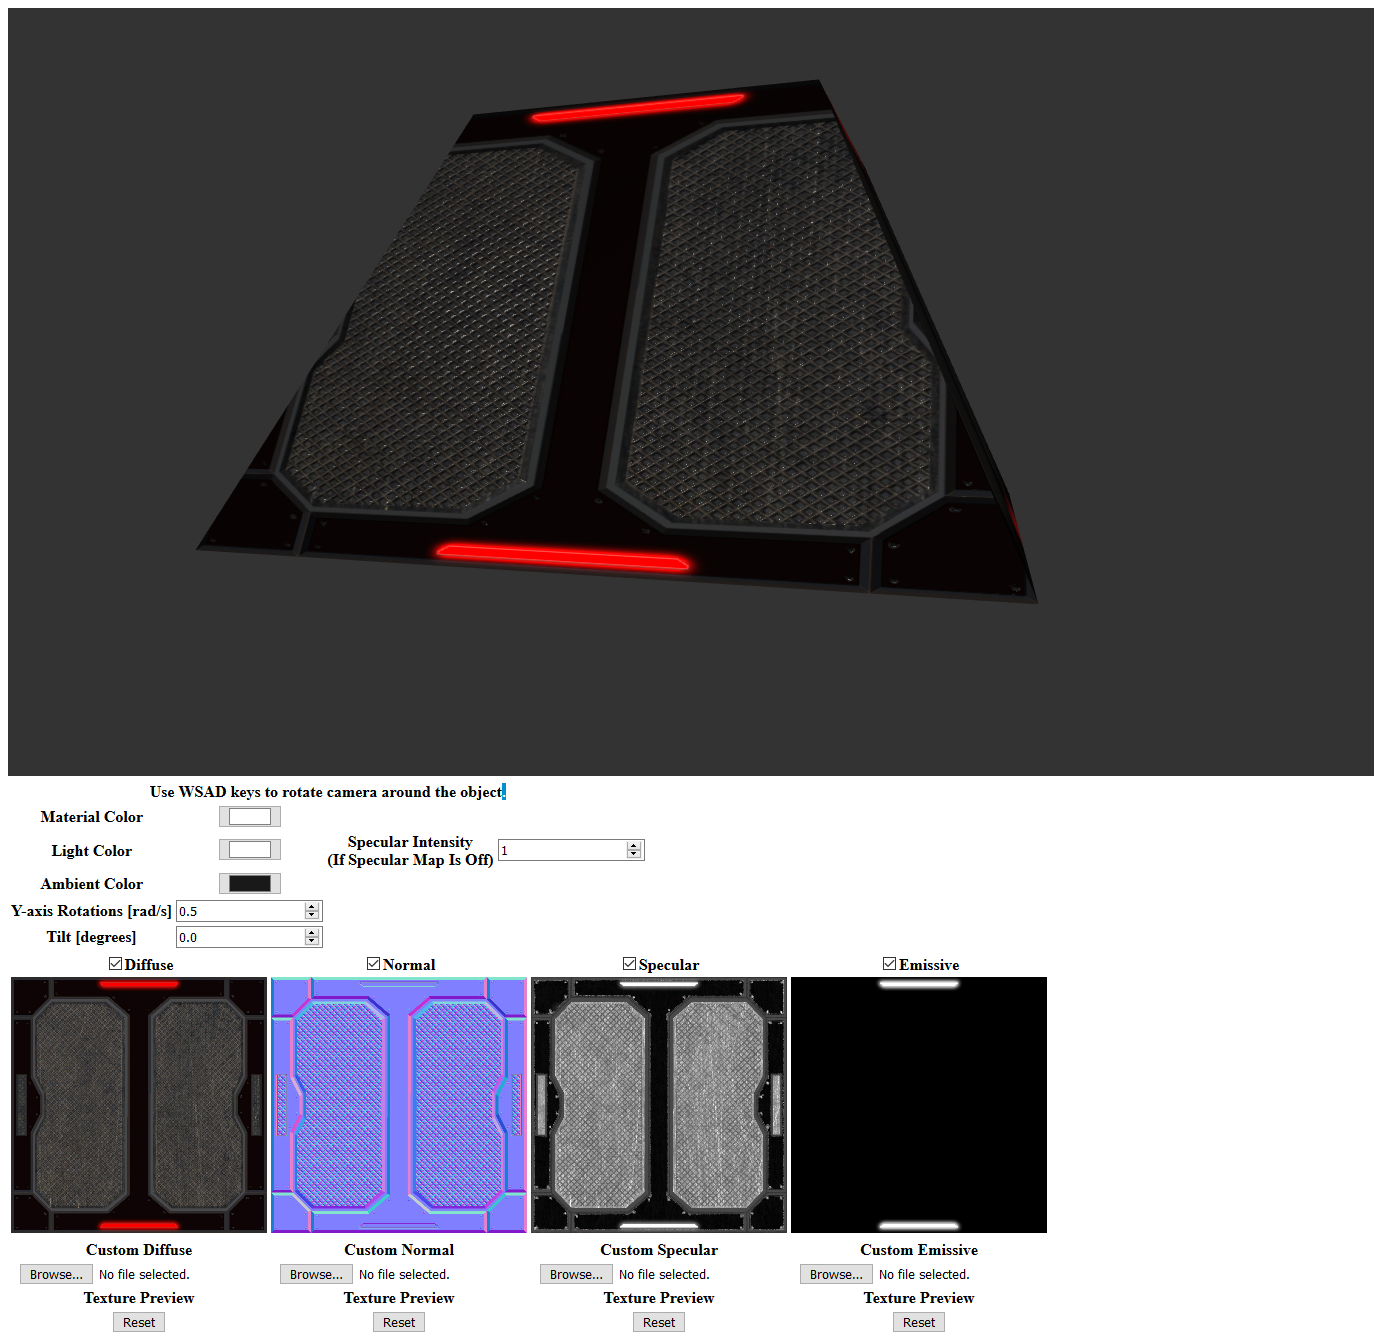 Use WSAD keys to rotate camera around the object.
Material Color
Light Color
Specular Intensity
(If Specular Map Is Off)
1
Ambient Color
Y-axis Rotations [rad/s]
0.5
Tilt [degrees]
0.0
Diffuse
Normal
Specular
Emissive
Custom Diffuse
Custom Normal
Custom Specular
Custom Emissive
Browse... No file selected.
Browse... No file selected.
Browse... No file selected.
Browse... No file selected.
Texture Preview
Texture Preview
Texture Preview
Texture Preview
Reset
Reset
Reset
Reset